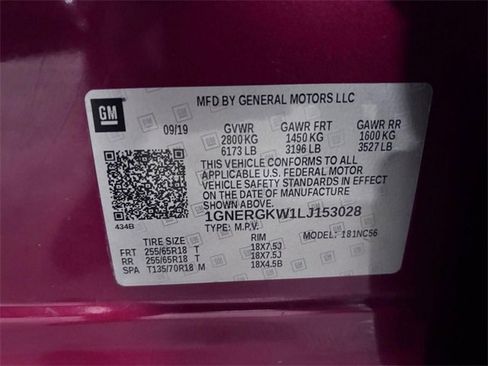 GM
MFD BY GENERAL MOTORS LLC
09/19 GVWR GAWR FRT GAWR RR
2800 KG 1450 KG 1600 KG
6173 LB 3196 LB 3527 LB
THIS VEHICLE CONFORMS TO ALL
APPLICABLE U.S. FEDERAL MOTOR
VEHICLE SAFETY STANDARDS IN EFFECT
ON THE DATE OF MANUFACTURE
SHOWN ABOVE.
1GNERGKW1LJ153028
434B TYPE: M.P.V. MODEL: 1B1NC56
TIRE SIZE RIM
FRT 255/65R18 T 18X7.5J
RR 255/65R18 T 18X7.5J
SPA T135/70R18 M 18X4.5B